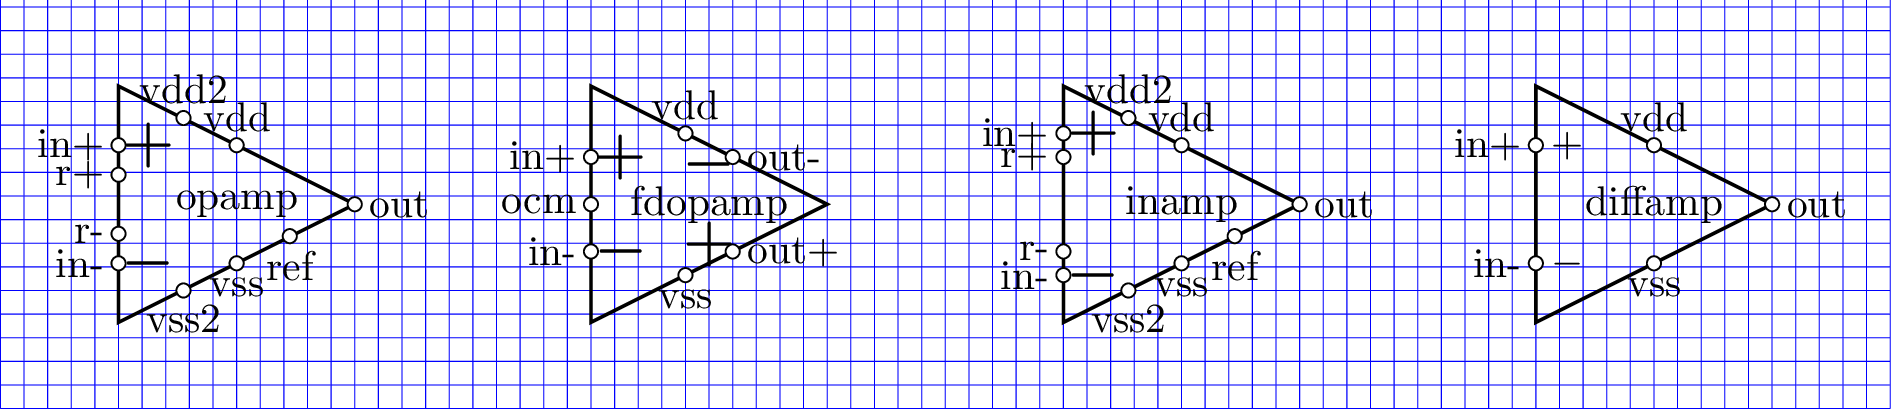 vdd2
vdd
in+ +
r+
opamp
out
r-
in- −
ref
vss
vss2
vdd
in+ +
− out-
ocm
fdopamp
in- −
+ out+
vss
vdd2
vdd
in+ +
r+
inamp
out
r-
in- −
ref
vss
vss2
vdd
in+ +
diffamp
out
in- −
vss